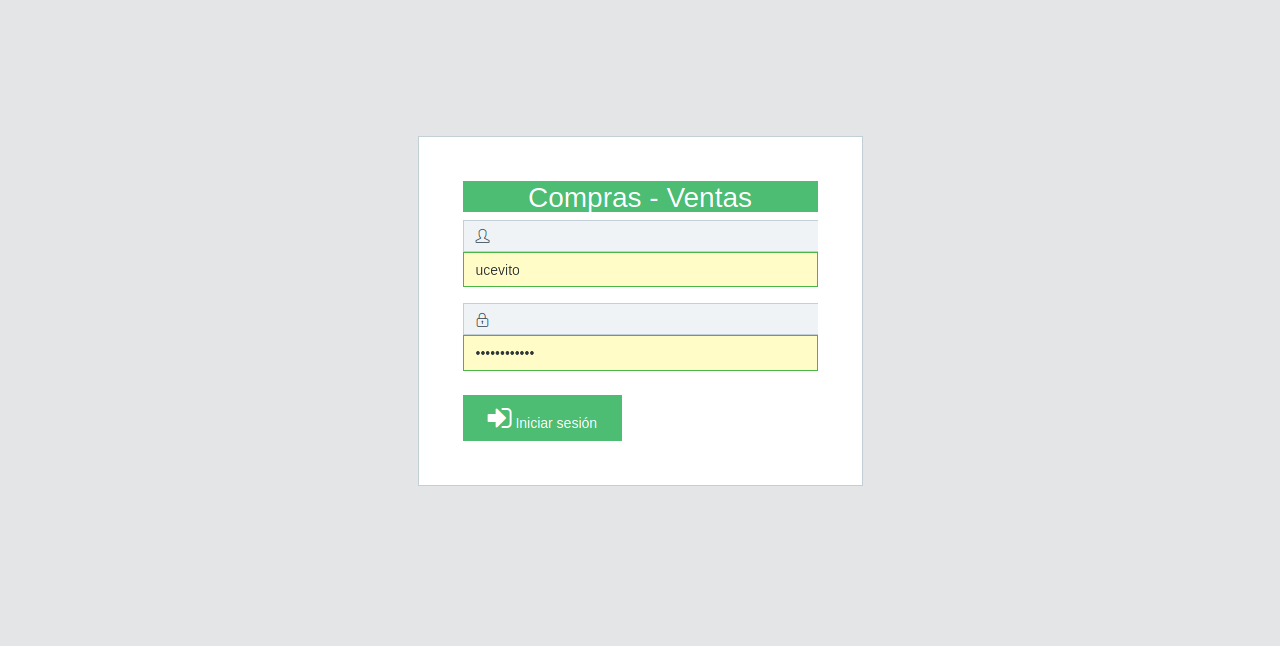 Compras - Ventas
ucevito
••••••••••••
Iniciar sesión